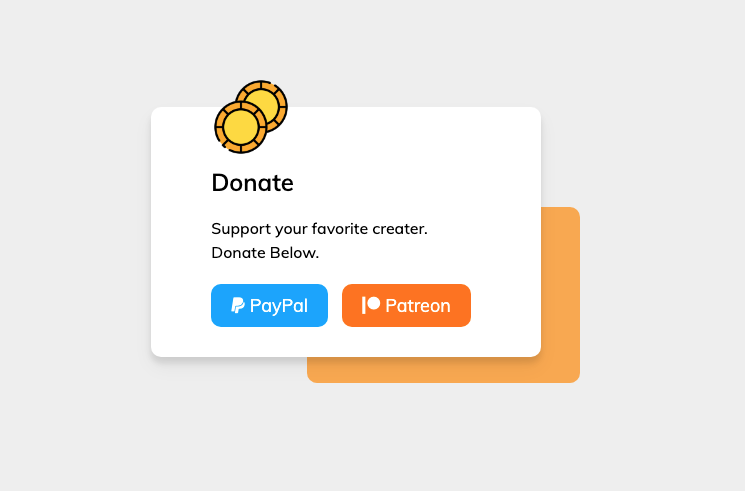 Donate
Support your favorite creater.
Donate Below.
PayPal
Patreon